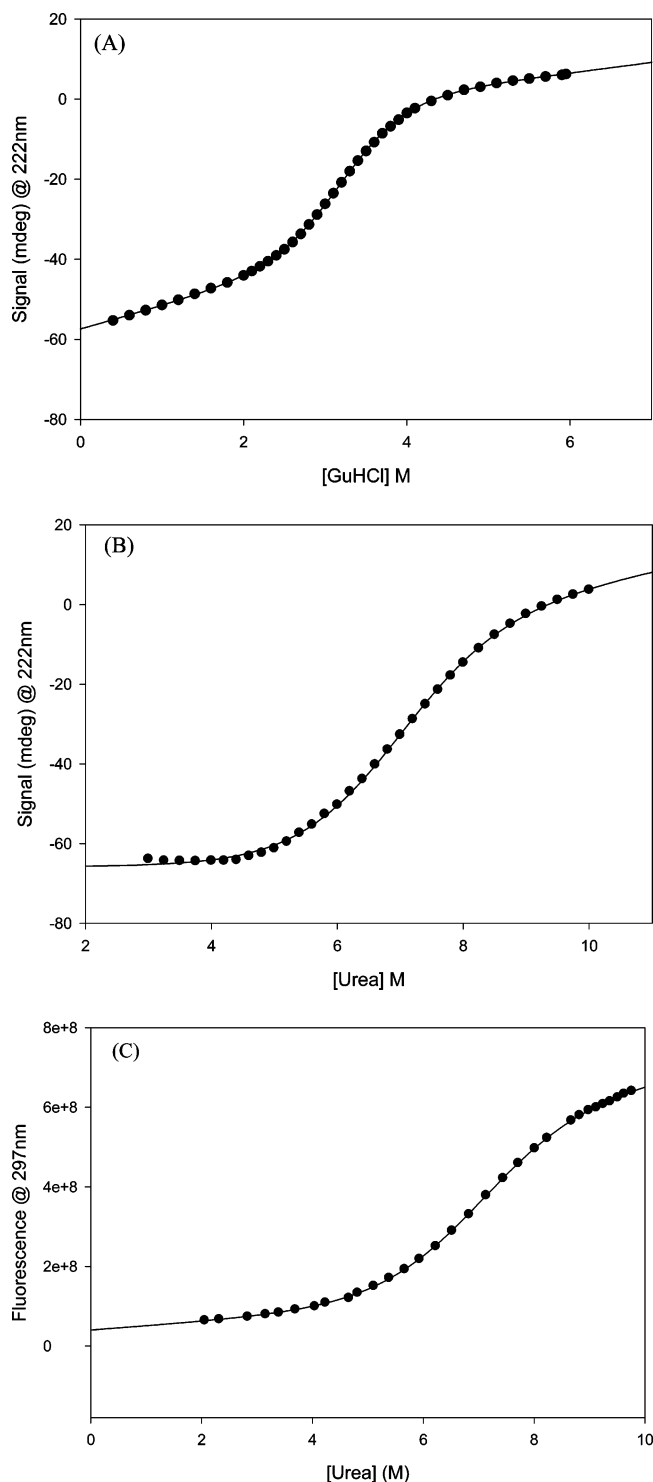 (A)
20
0
-20
-40
-60
-80
Signal (mdeg) @ 222nm
0 2 4 6
[GuHCl] M
(B)
20
0
-20
-40
-60
-80
Signal (mdeg) @ 222nm
2 4 6 8 10
[Urea] M
(C)
8e+8
6e+8
4e+8
2e+8
0
Fluorescence @ 297nm
0 2 4 6 8 10
[Urea] (M)